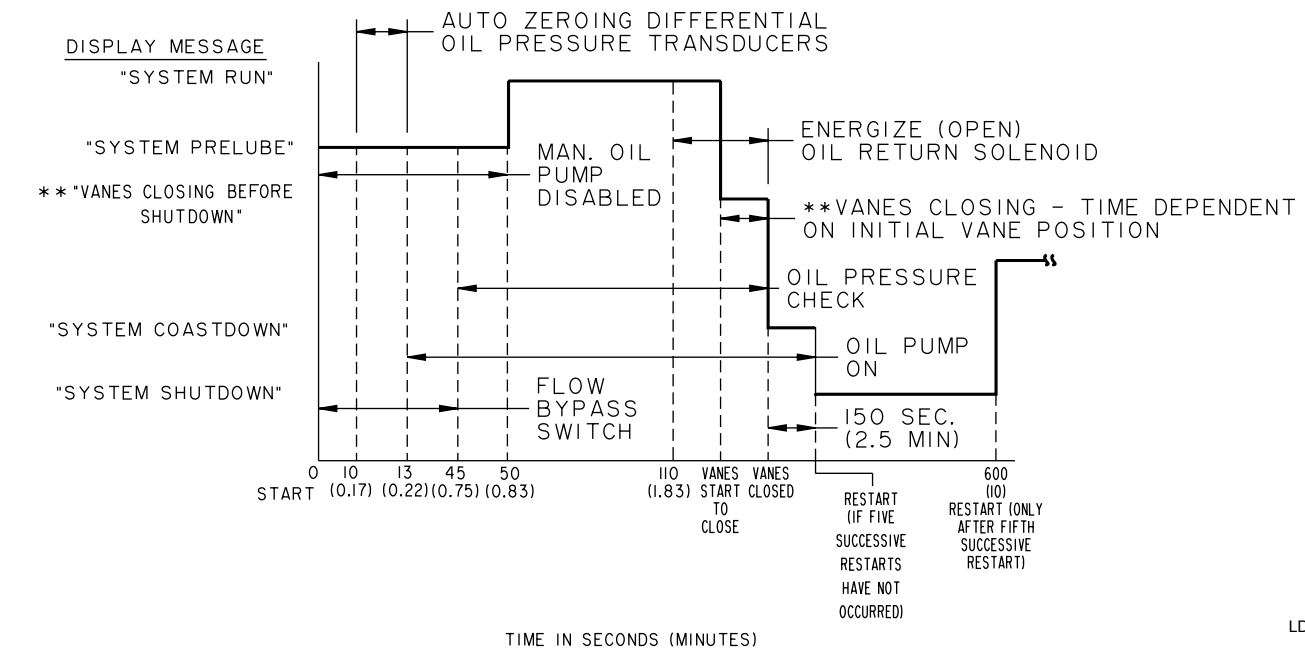 AUTO ZEROING DIFFERENTIAL
OIL PRESSURE TRANSDUCERS
DISPLAY MESSAGE
"SYSTEM RUN"
"SYSTEM PRELUBE"
**"VANES CLOSING BEFORE
SHUTDOWN"
"SYSTEM COASTDOWN"
"SYSTEM SHUTDOWN"
MAN. OIL
PUMP
DISABLED
ENERGIZE (OPEN)
OIL RETURN SOLENOID
**VANES CLOSING - TIME DEPENDENT
ON INITIAL VANE POSITION
OIL PRESSURE
CHECK
OIL PUMP
ON
FLOW
BYPASS
SWITCH
150 SEC.
(2.5 MIN)
START
0
10
(0.17)
13
(0.22)
45
(0.75)
50
(0.83)
110
(1.83)
VANES
START
TO
CLOSE
VANES
CLOSED
RESTART
(IF FIVE
SUCCESSIVE
RESTARTS
HAVE NOT
OCCURRED)
600
(10)
RESTART (ONLY
AFTER FIFTH
SUCCESSIVE
RESTART)
TIME IN SECONDS (MINUTES)
LD